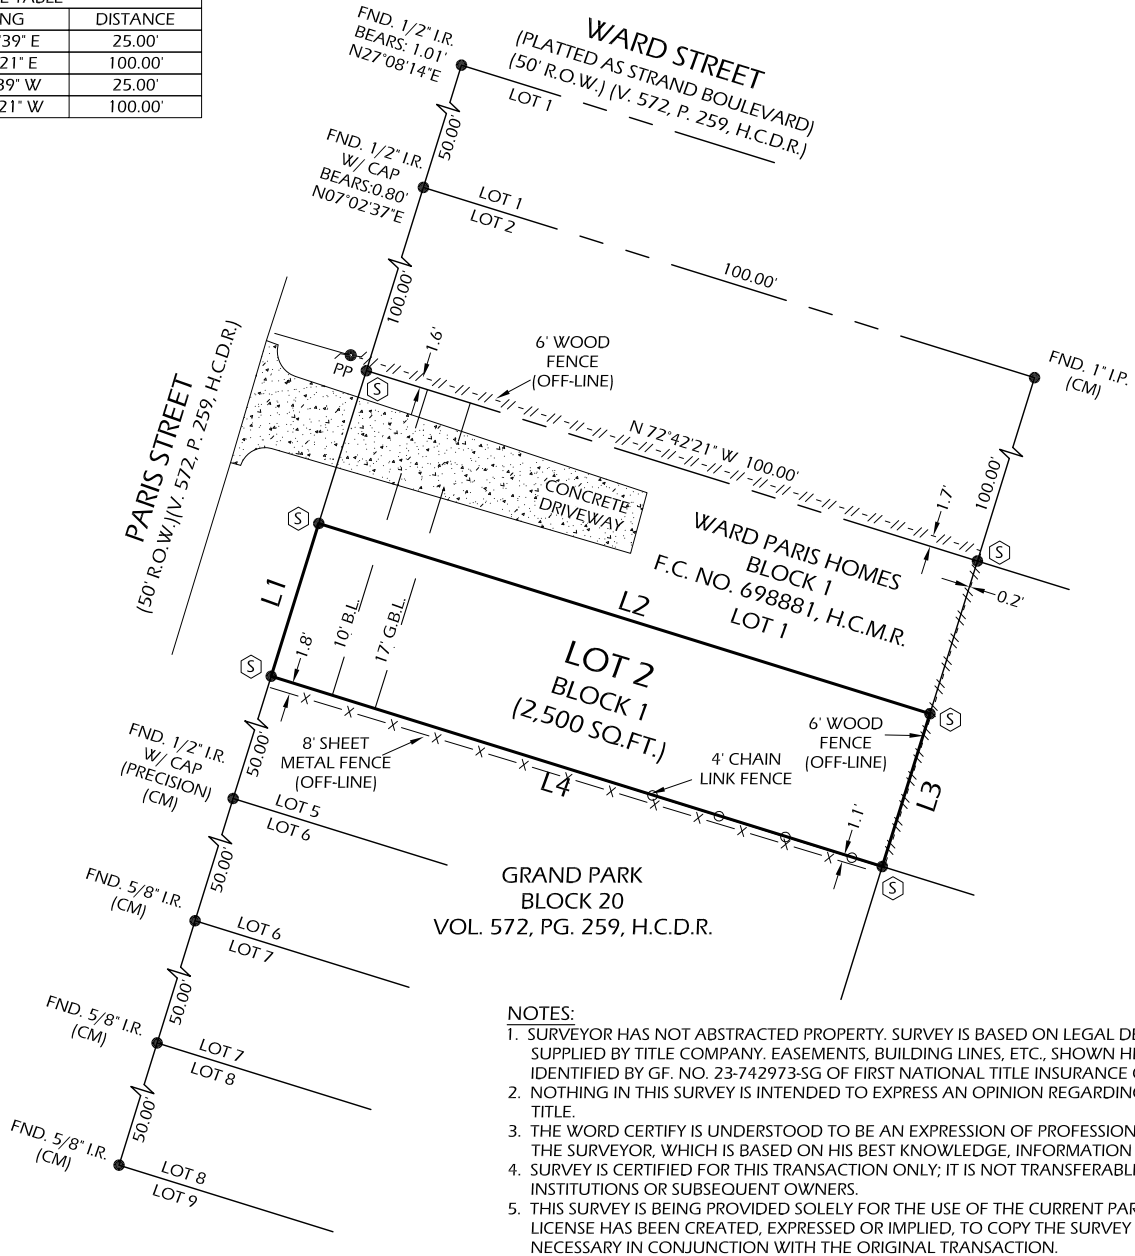 NG DISTANCE
'39" E 25.00'
'21" E 100.00'
39" W 25.00'
21" W 100.00'
WARD STREET
(PLATTED AS STRAND BOULEVARD)
(50' R.O.W.) (V. 572, P. 259, H.C.D.R.)
FND. 1/2" I.R.
BEARS: 1.01'
N27°08'14"E
LOT 1
50.00'
FND. 1/2" I.R.
W/ CAP
BEARS:0.80'
N07°02'37"E
LOT 1
LOT 2
100.00'
100.00'
FND. 1" I.P.
(CM)
100.00'
PP
S
1.6'
6' WOOD
FENCE
(OFF-LINE)
N 72°42'21" W 100.00'
1.7'
S
0.2'
PARIS STREET
(50' R.O.W.)(V. 572, P. 259, H.C.D.R.)
CONCRETE
DRIVEWAY
WARD PARIS HOMES
BLOCK 1
F.C. NO. 698881, H.C.M.R.
LOT 1
S
L1
L2
S
1.8'
10' B.L.
17' G.B.L.
LOT 2
BLOCK 1
(2,500 SQ.FT.)
6' WOOD
FENCE
(OFF-LINE)
S
8' SHEET
METAL FENCE
(OFF-LINE)
4' CHAIN
LINK FENCE
L4
L3
1.1'
S
FND. 1/2" I.R.
W/ CAP
(PRECISION)
(CM)
50.00'
LOT 5
LOT 6
GRAND PARK
BLOCK 20
VOL. 572, PG. 259, H.C.D.R.
FND. 5/8" I.R.
(CM)
50.00'
LOT 6
LOT 7
FND. 5/8" I.R.
(CM)
50.00'
LOT 7
LOT 8
FND. 5/8" I.R.
(CM)
50.00'
LOT 8
LOT 9
NOTES:
1. SURVEYOR HAS NOT ABSTRACTED PROPERTY. SURVEY IS BASED ON LEGAL DE
SUPPLIED BY TITLE COMPANY. EASEMENTS, BUILDING LINES, ETC., SHOWN H
IDENTIFIED BY GF. NO. 23-742973-SG OF FIRST NATIONAL TITLE INSURANCE
2. NOTHING IN THIS SURVEY IS INTENDED TO EXPRESS AN OPINION REGARDING
TITLE.
3. THE WORD CERTIFY IS UNDERSTOOD TO BE AN EXPRESSION OF PROFESSION
THE SURVEYOR, WHICH IS BASED ON HIS BEST KNOWLEDGE, INFORMATION
4. SURVEY IS CERTIFIED FOR THIS TRANSACTION ONLY; IT IS NOT TRANSFERABL
INSTITUTIONS OR SUBSEQUENT OWNERS.
5. THIS SURVEY IS BEING PROVIDED SOLELY FOR THE USE OF THE CURRENT PAR
LICENSE HAS BEEN CREATED, EXPRESSED OR IMPLIED, TO COPY THE SURVEY
NECESSARY IN CONJUNCTION WITH THE ORIGINAL TRANSACTION.